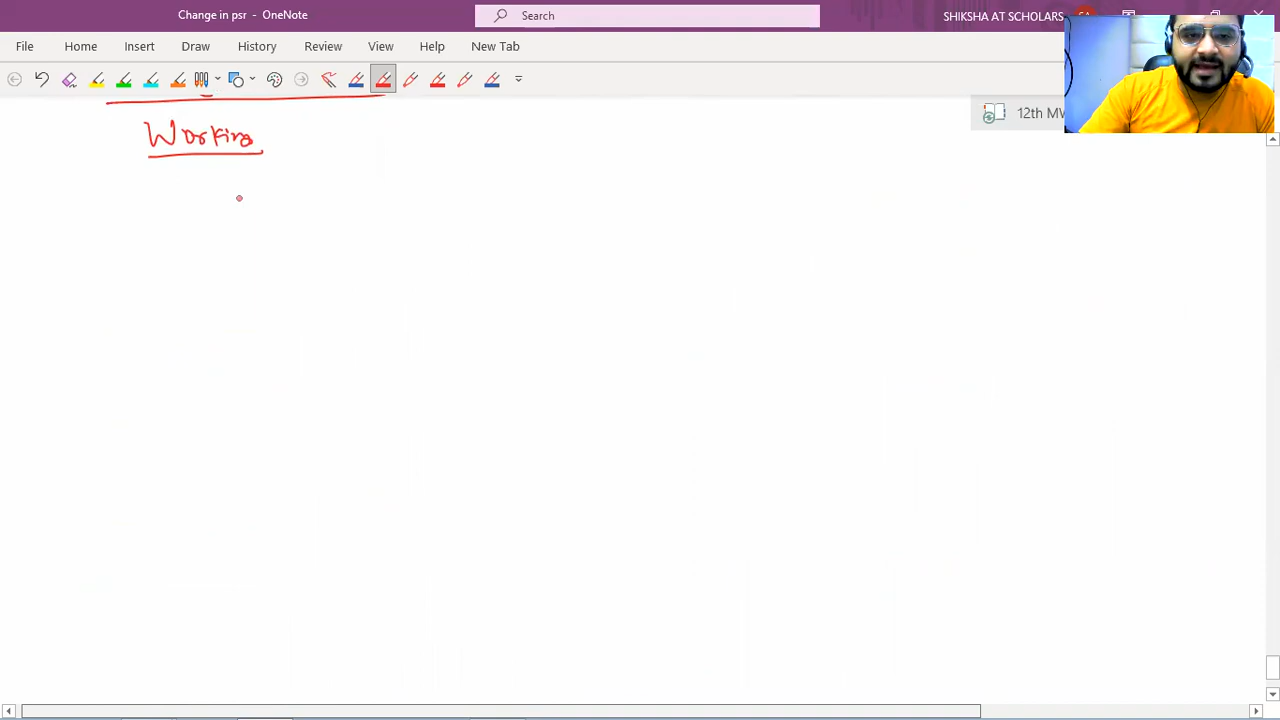 Change in psr - OneNote
Search
SHIKSHA AT SCHOLARS
File Home Insert Draw History Review View Help New Tab
12th MW
Working